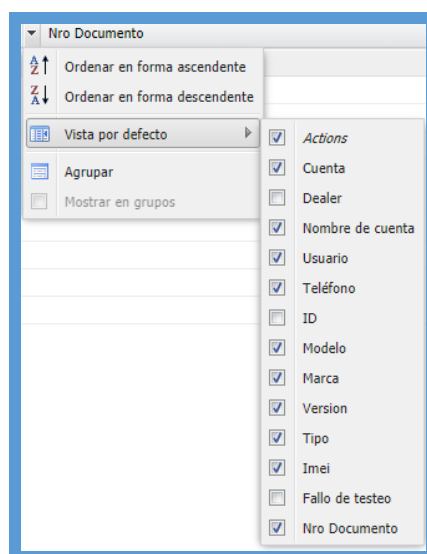 Nro Documento
Ordenar en forma ascendente
Ordenar en forma descendente
Vista por defecto
Agrupar
Mostrar en grupos
Actions
Cuenta
Dealer
Nombre de cuenta
Usuario
Teléfono
ID
Modelo
Marca
Version
Tipo
Imei
Fallo de testeo
Nro Documento